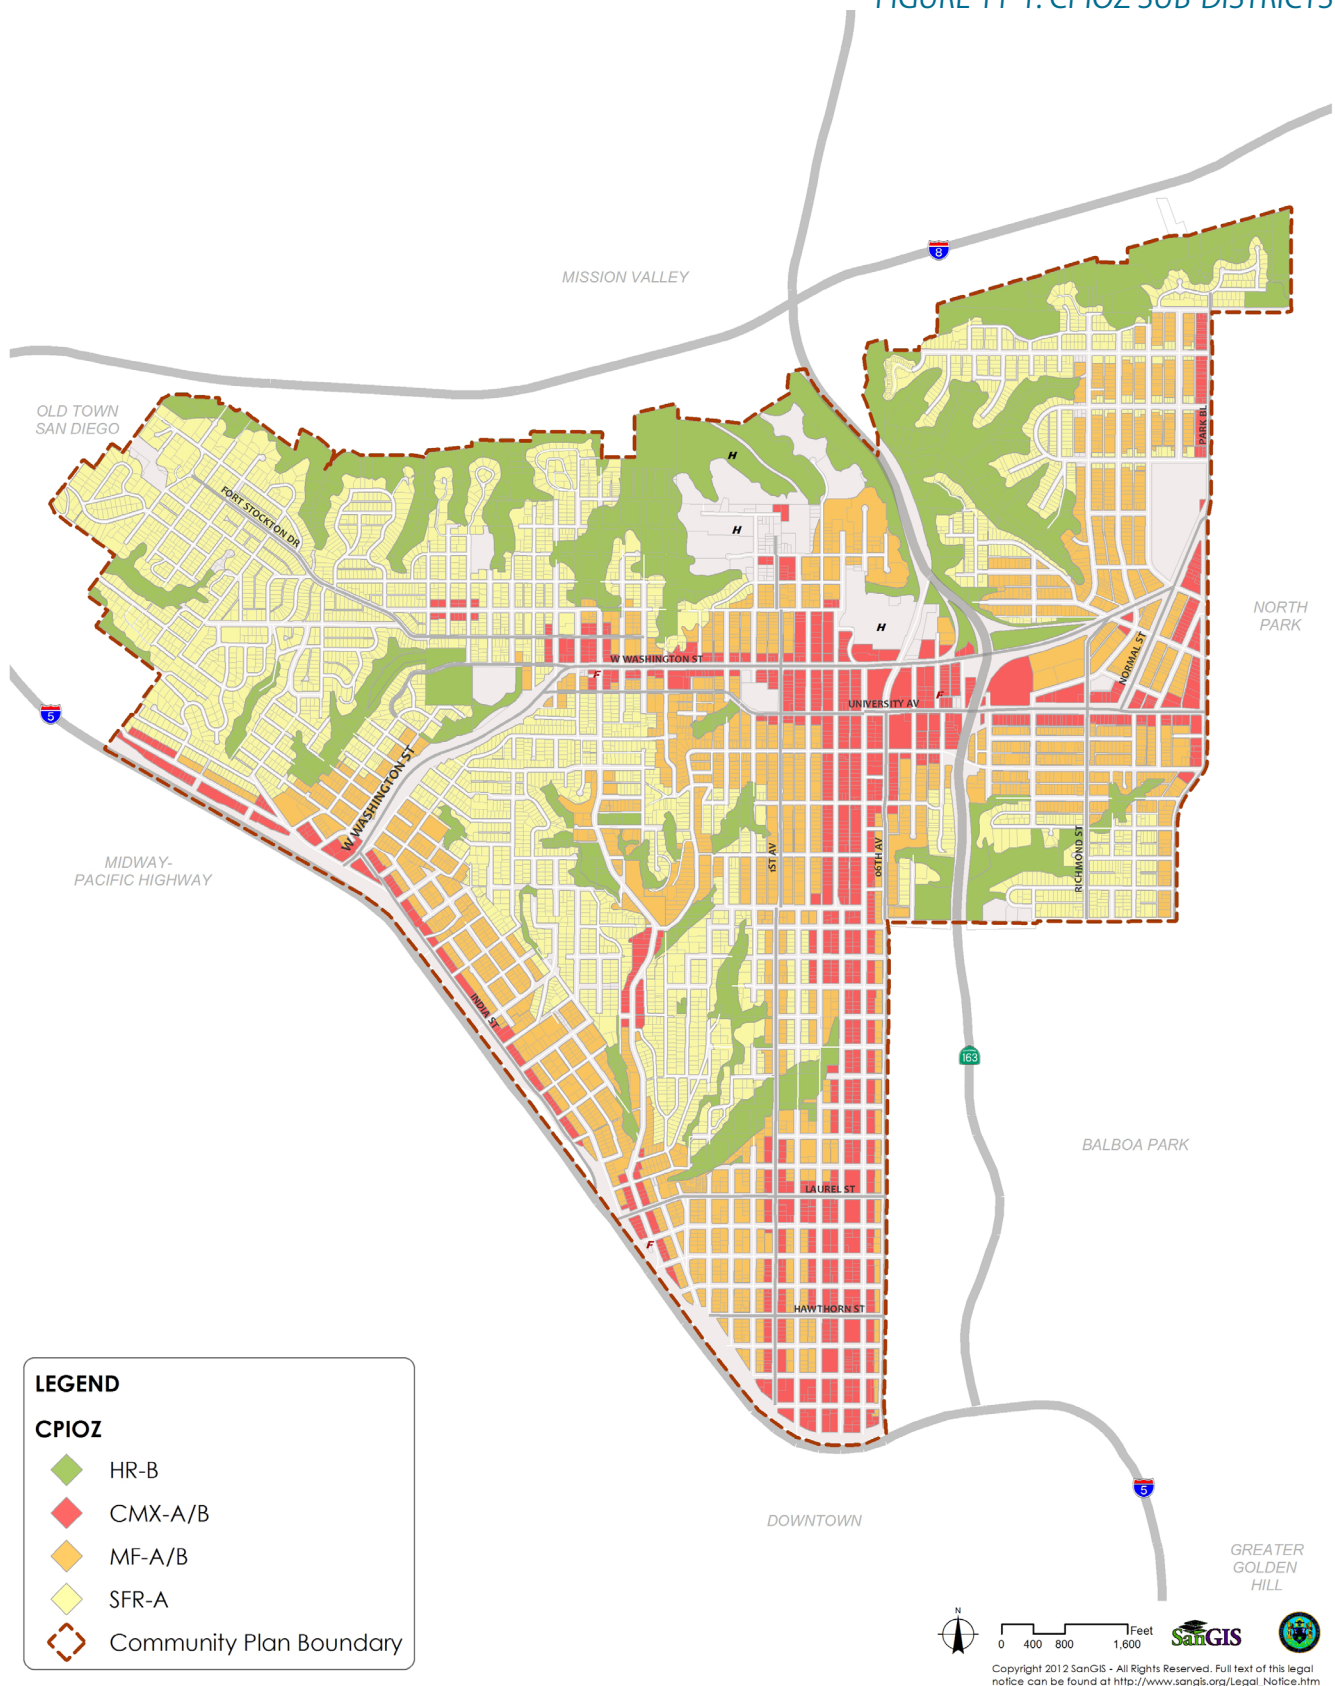 FIGURE 11-1: CPIOZ SUB-DISTRICTS
8
MISSION VALLEY
OLD TOWN
SAN DIEGO
PARK BL
H
FORT STOCKTON DR
H
NORTH
PARK
H
NORMAL ST
W WASHINGTON ST
F
F
UNIVERSITY AV
5
W WASHINGTON ST
MIDWAY-
PACIFIC HIGHWAY
1ST AV
06TH AV
RICHMOND ST
INDIA ST
163
BALBOA PARK
LAUREL ST
F
HAWTHORN ST
LEGEND
CPIOZ
HR-B
CMX-A/B
MF-A/B
SFR-A
Community Plan Boundary
5
DOWNTOWN
GREATER
GOLDEN
HILL
N
0 400 800 1,600 Feet
SanGIS
Copyright 2012 SanGIS - All Rights Reserved. Full text of this legal
notice can be found at http://www.sangis.org/Legal_Notice.htm